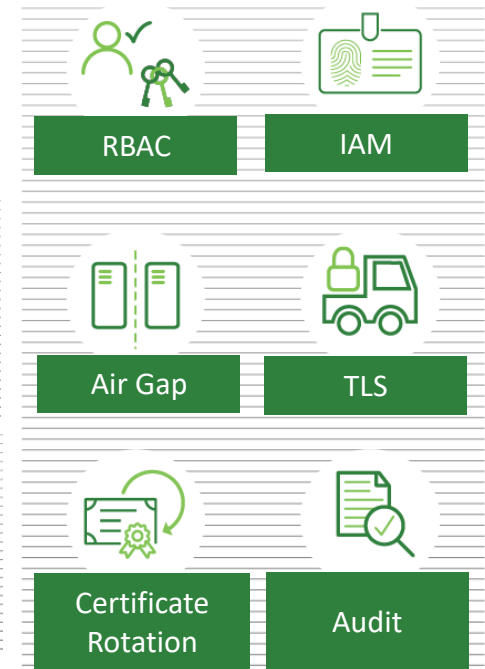 RBAC
IAM
Air Gap
TLS
Certificate
Rotation
Audit